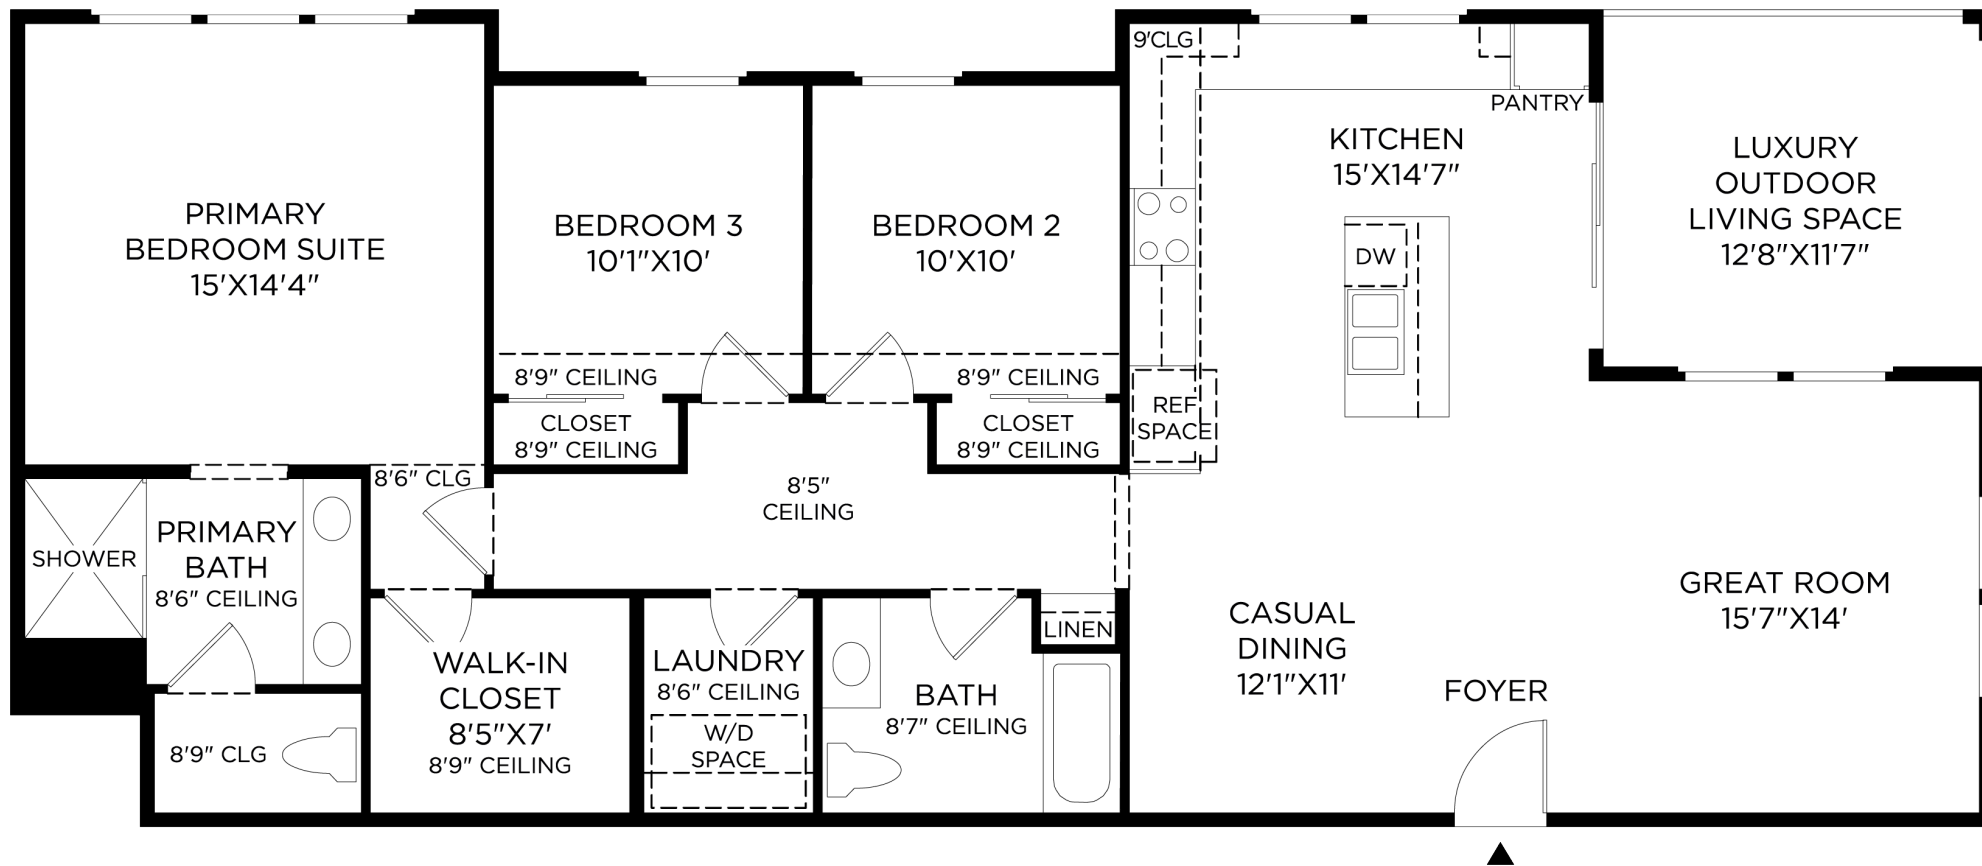 PRIMARY
BEDROOM SUITE
15'X14'4"
BEDROOM 3
10'1"X10'
8'9" CEILING
CLOSET
8'9" CEILING
BEDROOM 2
10'X10'
8'9" CEILING
CLOSET
8'9" CEILING
9'CLG
PANTRY
KITCHEN
15'X14'7"
DW
REF
SPACE
LUXURY
OUTDOOR
LIVING SPACE
12'8"X11'7"
8'6" CLG
8'5"
CEILING
SHOWER
PRIMARY
BATH
8'6" CEILING
8'9" CLG
WALK-IN
CLOSET
8'5"X7'
8'9" CEILING
LAUNDRY
8'6" CEILING
W/D
SPACE
BATH
8'7" CEILING
LINEN
CASUAL
DINING
12'1"X11'
FOYER
GREAT ROOM
15'7"X14'